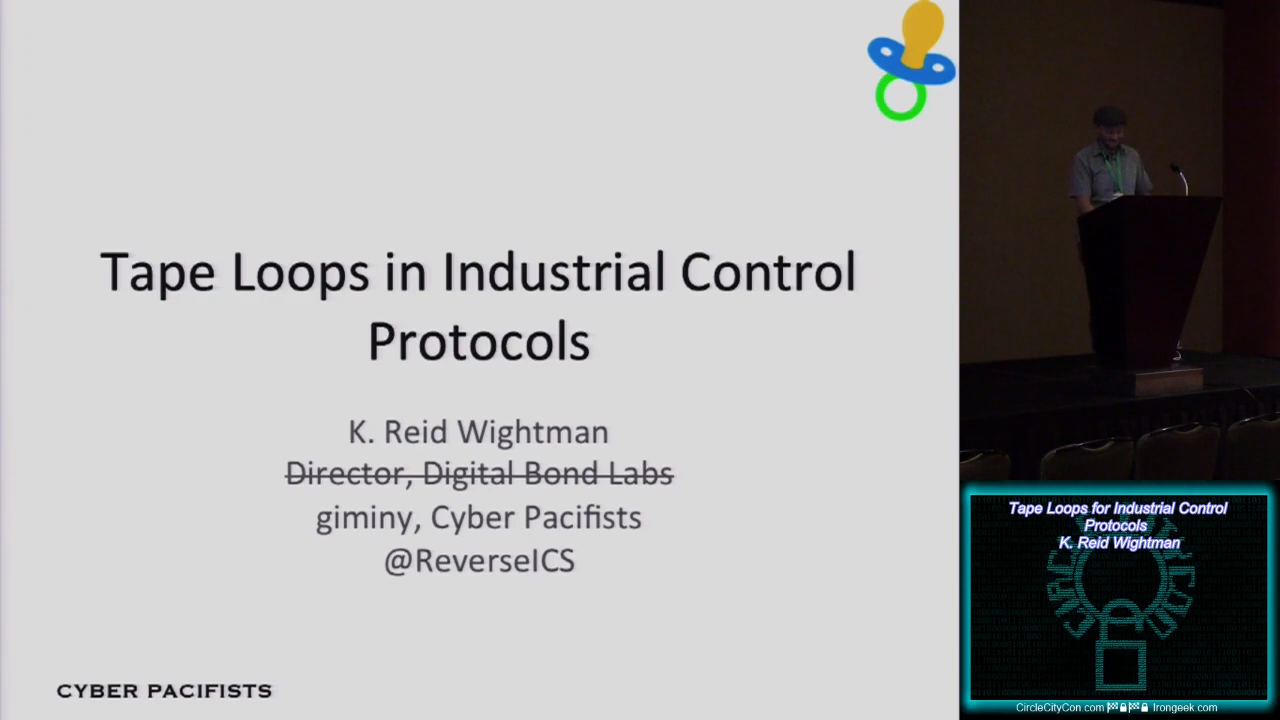 Tape Loops in Industrial Control
Protocols
K. Reid Wightman
Director, Digital Bond Labs
giminy, Cyber Pacifists
@ReverseICS
CYBER PACIFISTS
Tape Loops for Industrial Control
Protocols
K. Reid Wightman
CircleCityCon.com Irongeek.com